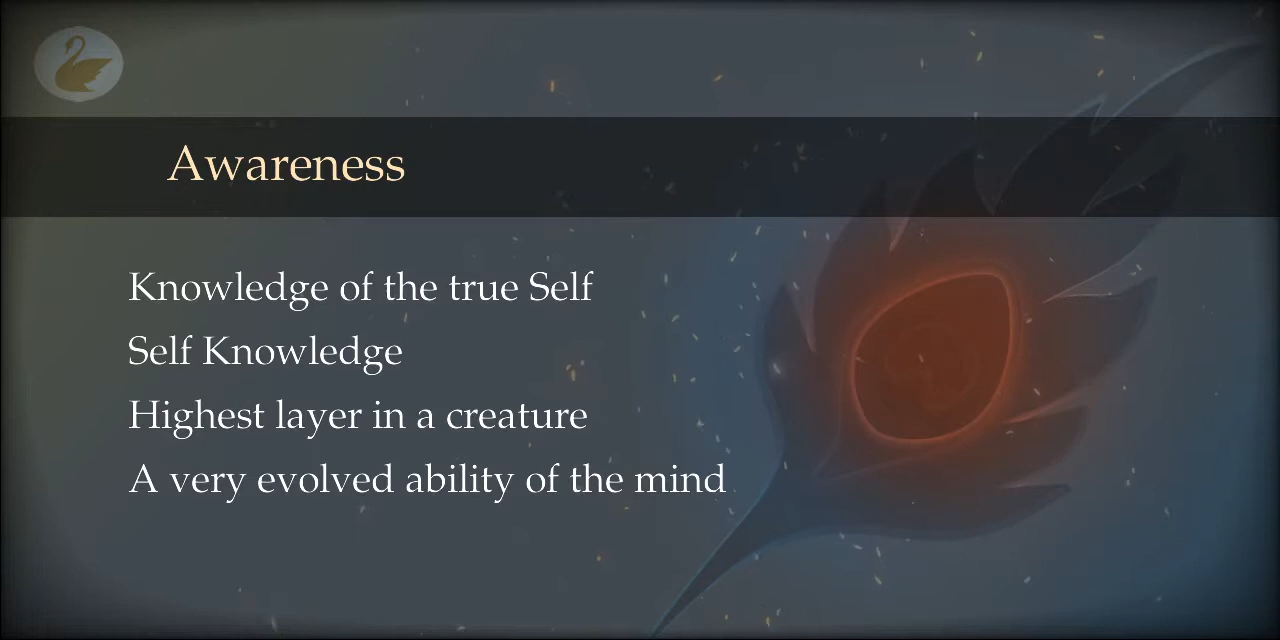 Awareness
Knowledge of the true Self
Self Knowledge
Highest layer in a creature
A very evolved ability of the mind